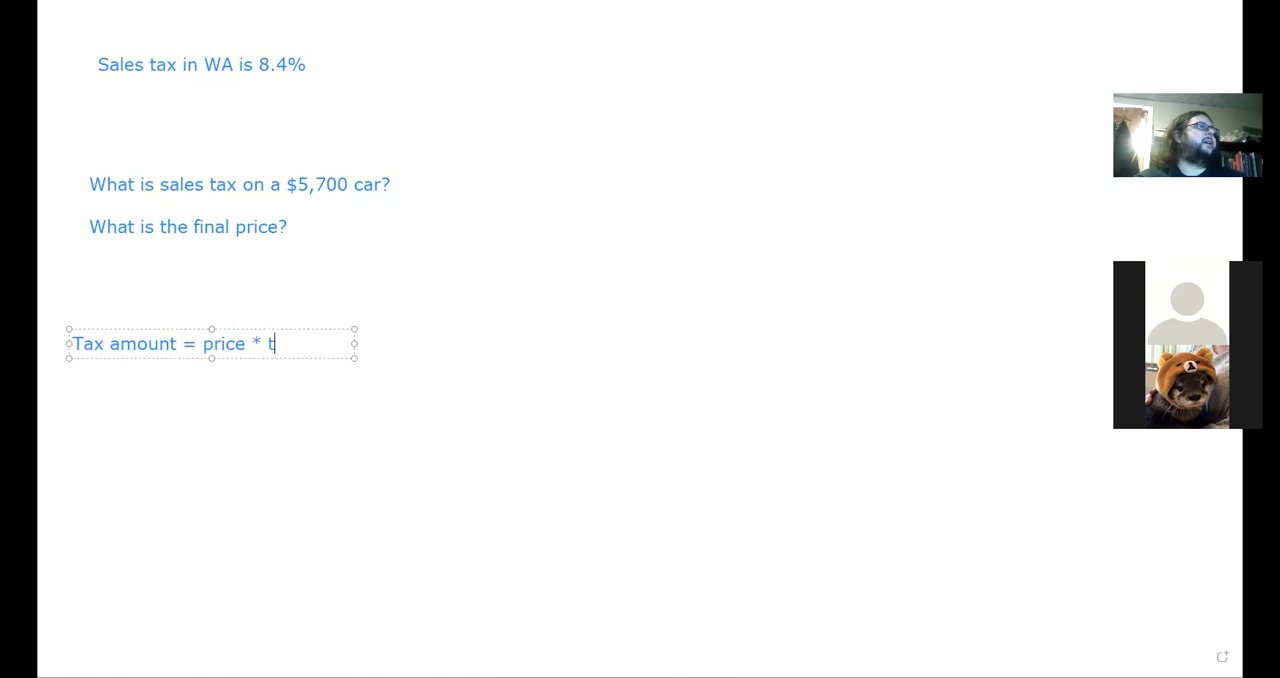 Sales tax in WA is 8.4%
What is sales tax on a $5,700 car?
What is the final price?
Tax amount = price * t